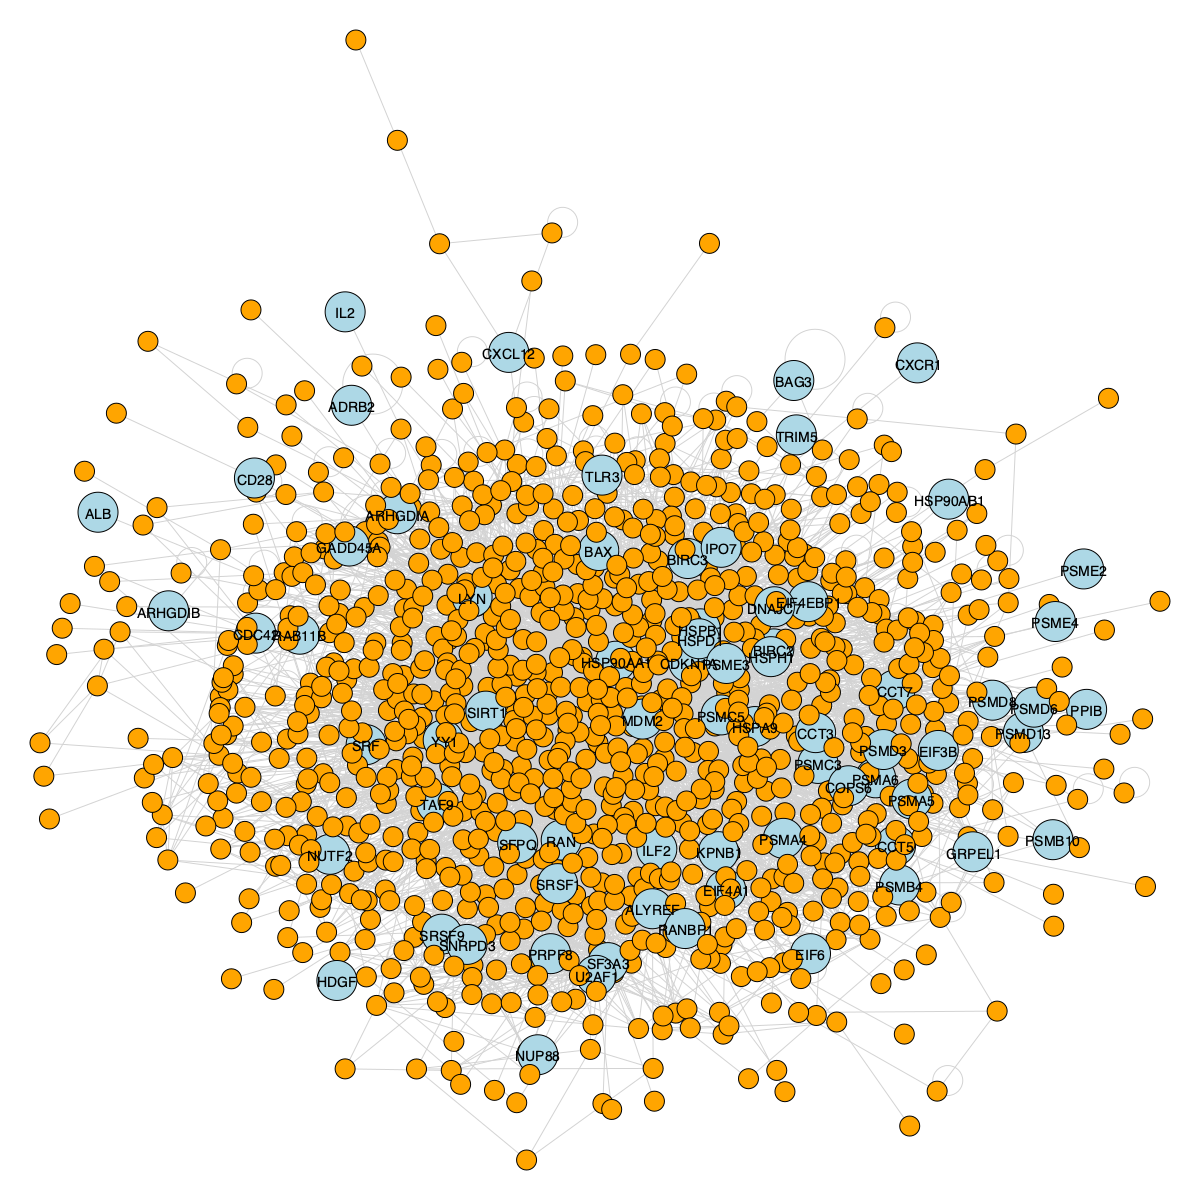 IL2
CXCL12
CXCR1
BAG3
ADRB2
TRIM5
TLR3
CD28
HSP90AB1
ALB
ARHGDIA
GADD45A
BAX
IPO7
BIRC3
PSME2
LYN
EIF4EBP1
DNAJC7
ARHGDIB
PSME4
HSPB1
CDC42
RAB11B
HSPD1
BIRC2
HSPH1
HSP90AA1
PSME3
CCT7
PSMD8
PSMD6
PPIB
SIRT1
PSMC5
MDM2
HSPA9
CCT3
PSMD13
YY1
SRF
PSMD3
EIF3B
PSMC3
PSMA6
COPS6
PSMA5
TAF9
SFPQ
RAN
ILF2
KPNB1
PSMA4
CCT5
GRPEL1
PSMB10
NUTF2
SRSF1
EIF4A1
PSMB4
ALYREF
RANBP1
SRSF9
SNRPD3
PRPF8
EIF6
SF3A3
U2AF1
HDGF
NUP88